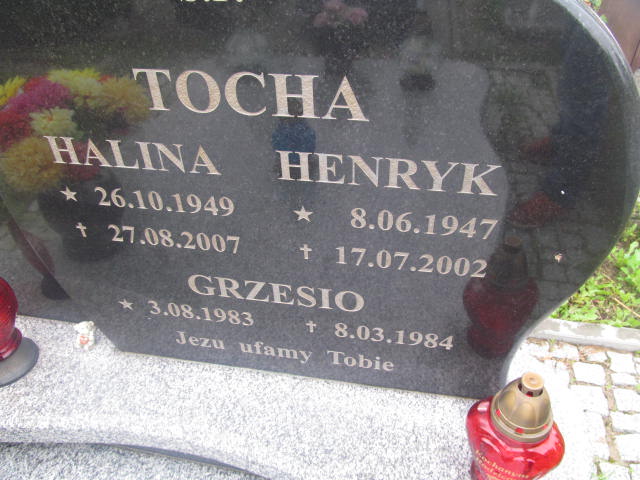 TOCHA
HALINA HENRYK
★ 26.10.1949 ★ 8.06.1947
✝ 27.08.2007 ✝ 17.07.2002
GRZESIO
★ 3.08.1983 ✝ 8.03.1984
Jezu ufamy Tobie
Kochanym